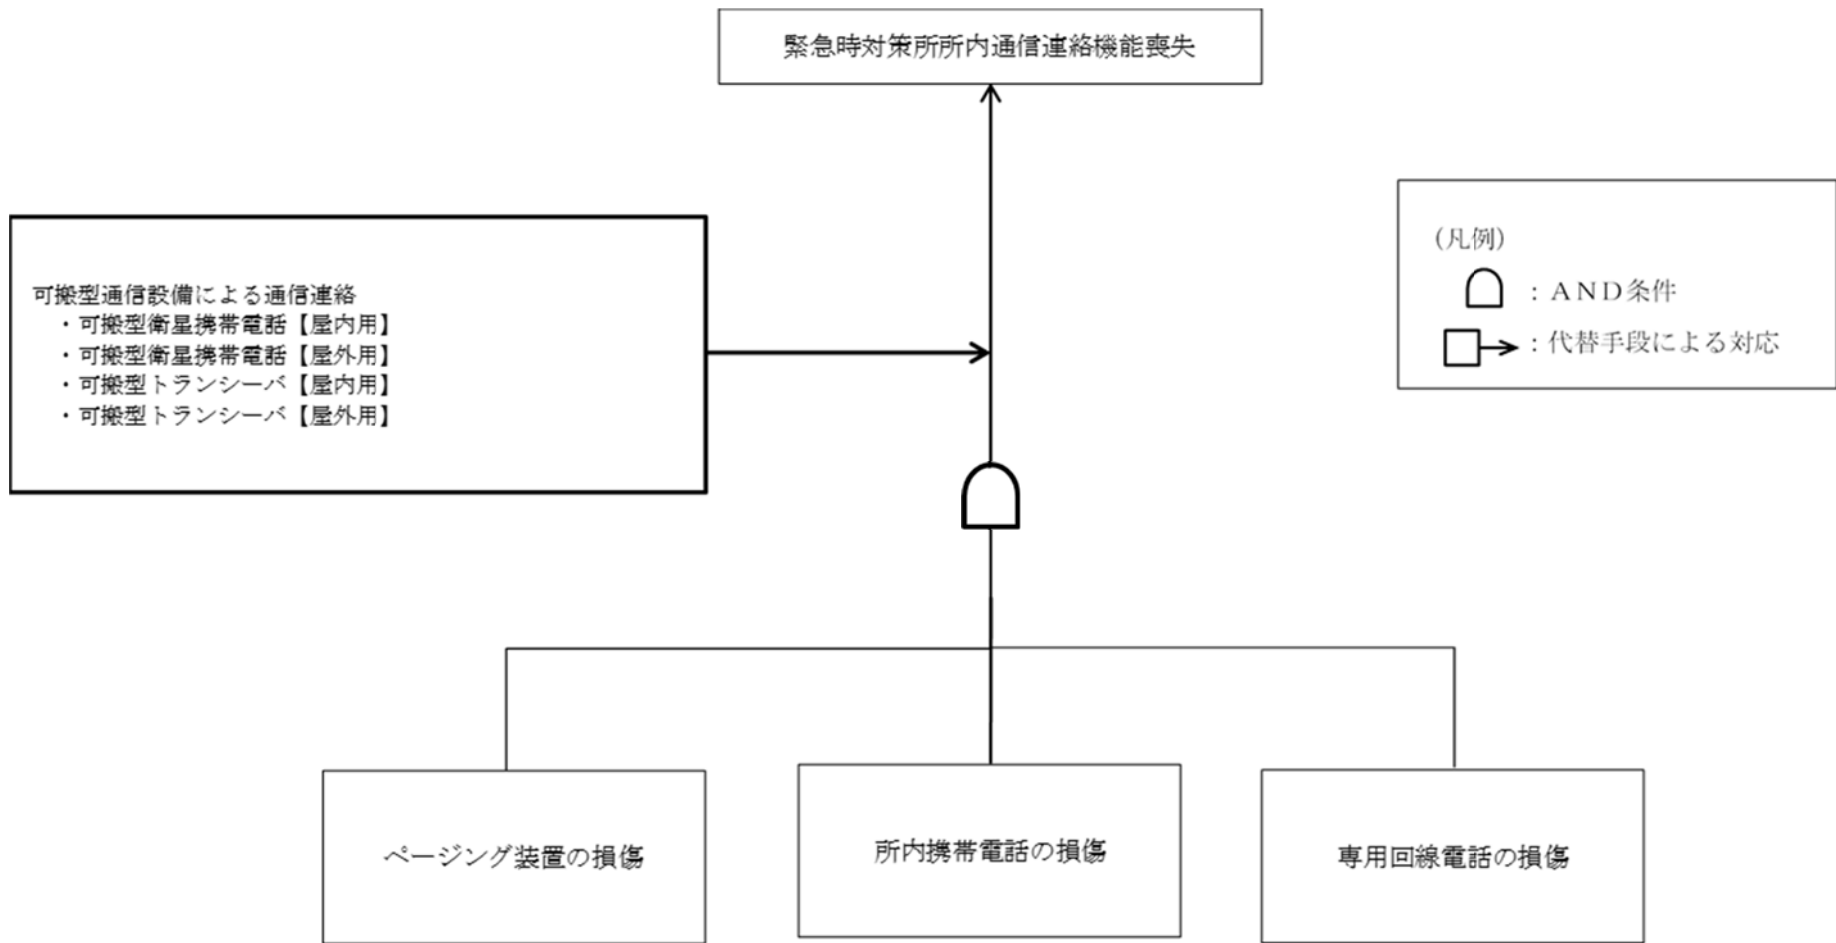 緊急時対策所所内通信連絡機能喪失
可搬型通信設備による通信連絡
・可搬型衛星携帯電話【屋内用】
・可搬型衛星携帯電話【屋外用】
・可搬型トランシーバ【屋内用】
・可搬型トランシーバ【屋外用】
(凡例)
：ＡＮＤ条件
：代替手段による対応
ページング装置の損傷
所内携帯電話の損傷
専用回線電話の損傷